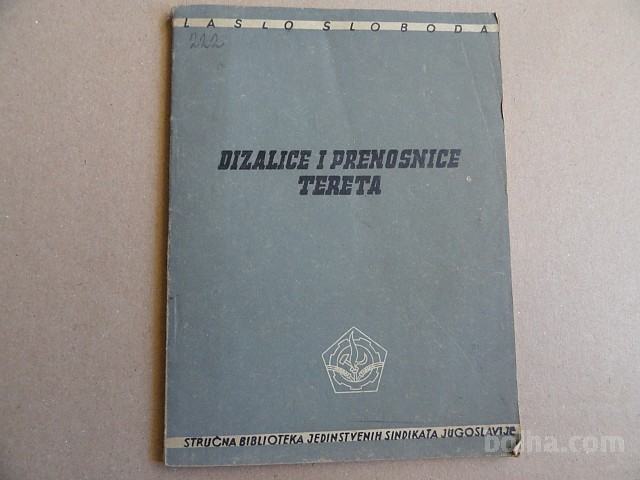 LASLO SLOBODA
222
DIZALICE I PRENOSNICE
TERETA
STRUČNA BIBLIOTEKA JEDINSTVENIH SINDIKATA JUGOSLAVIJE
bolha.com